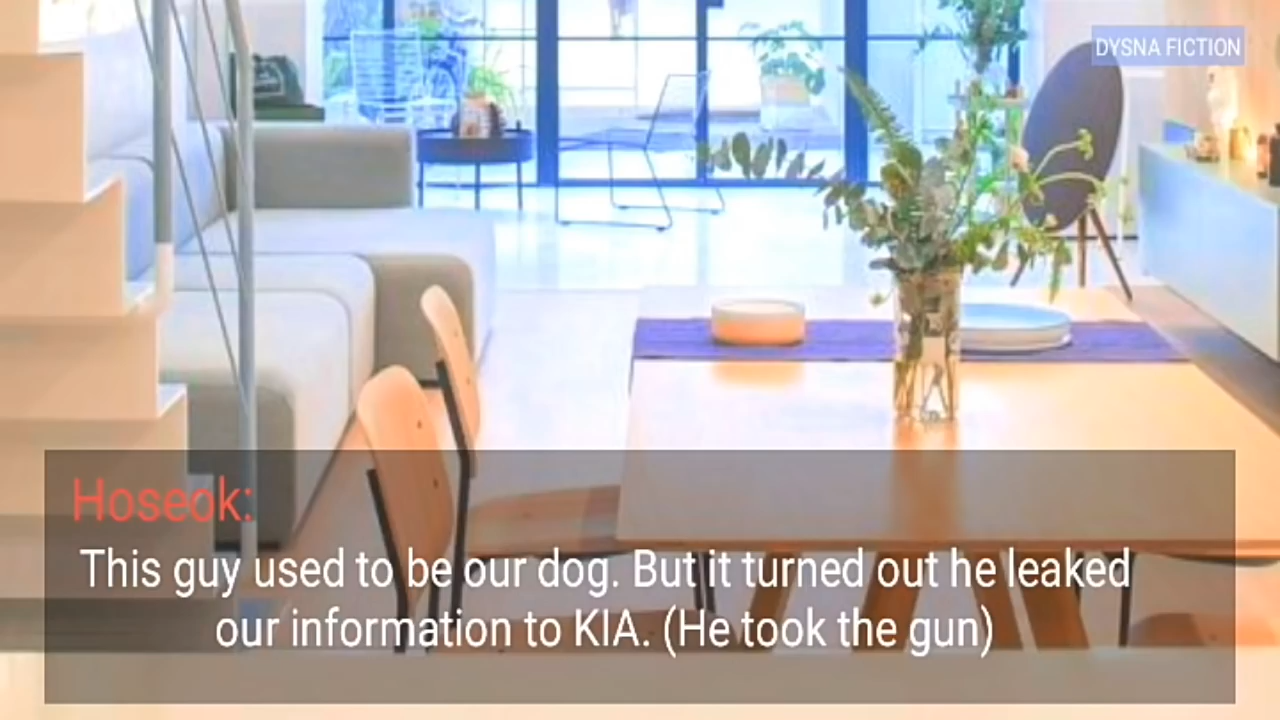 DYSNA FICTION
Hoseok:
This guy used to be our dog. But it turned out he leaked
our information to KIA. (He took the gun)